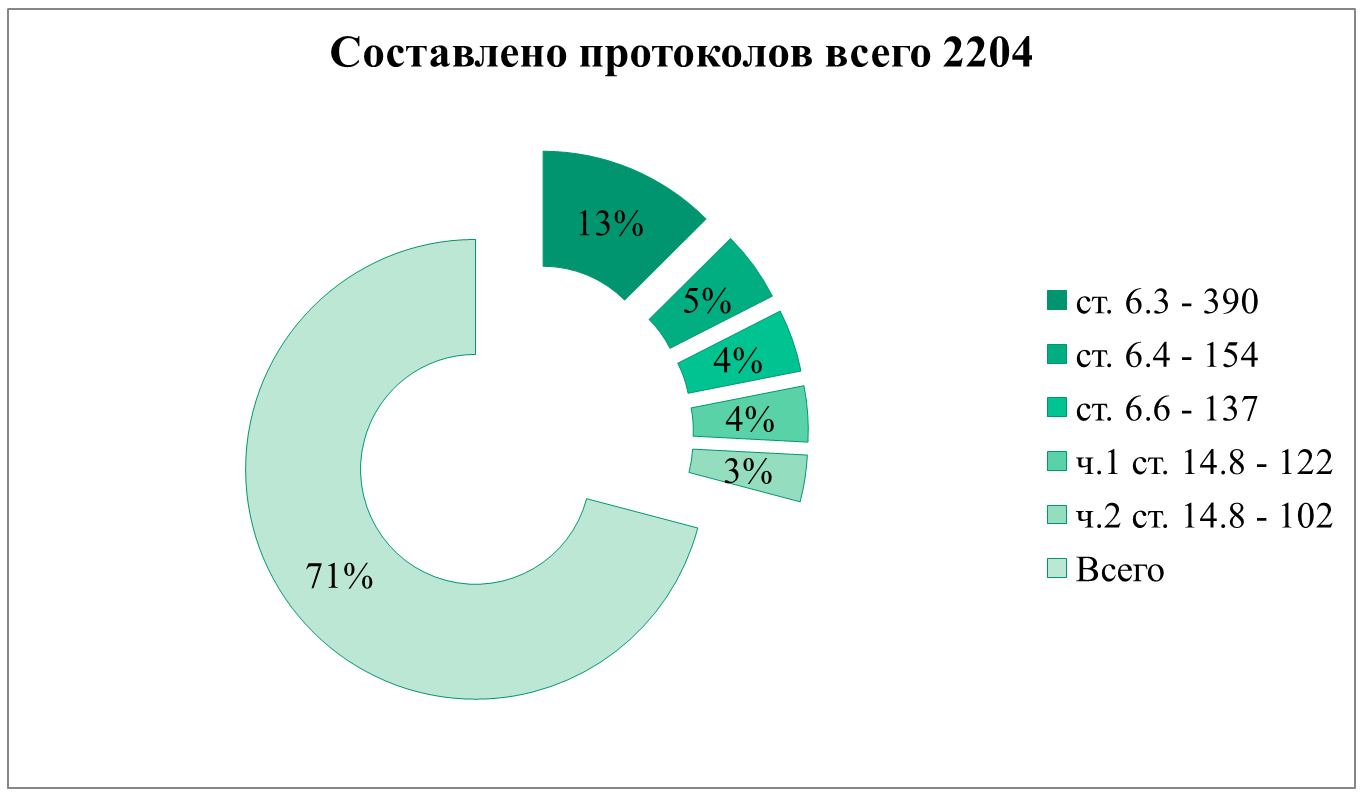 Составлено протоколов всего 2204
13%
5%
4%
4%
3%
71%
ст. 6.3 - 390
ст. 6.4 - 154
ст. 6.6 - 137
ч.1 ст. 14.8 - 122
ч.2 ст. 14.8 - 102
Всего